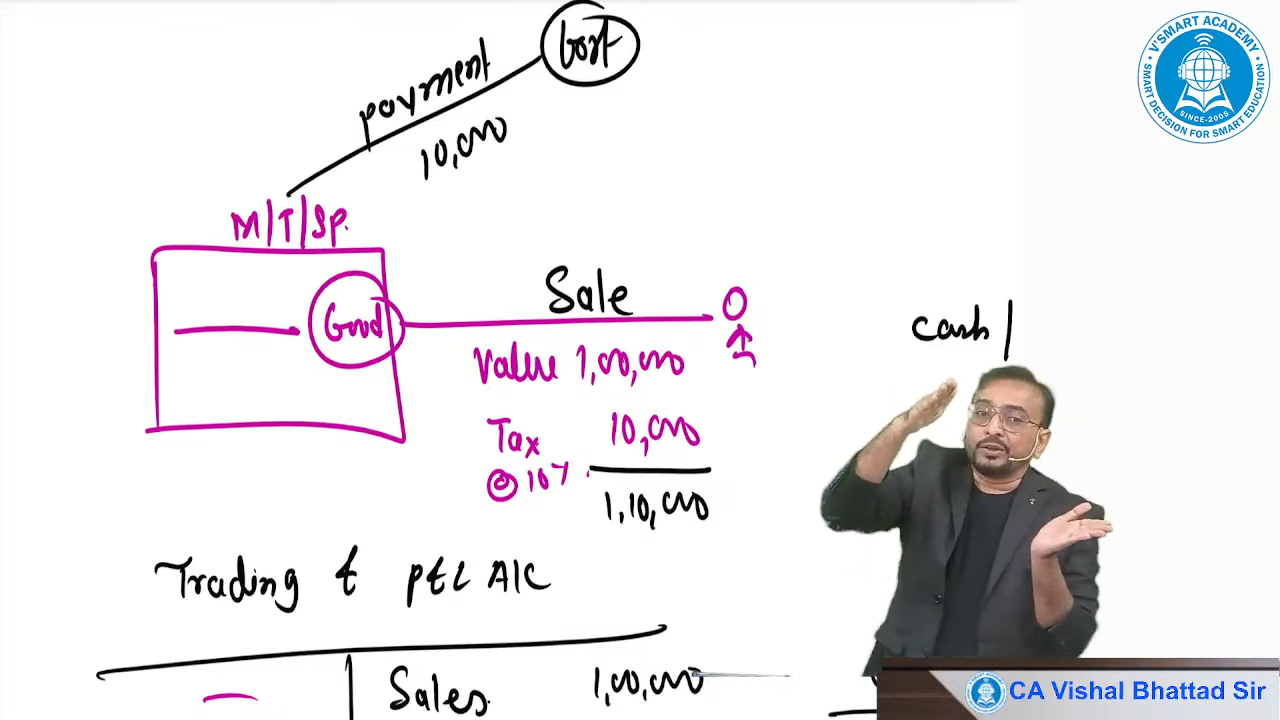 Govt
payment
10,000
M/T/Sp.
Good
Sale
Value 1,00,000
Tax 10,000
@ 10%
1,10,000
cash
Trading & P&L A/C
Sales 1,00,000
V'SMART ACADEMY
SINCE-2005
SMART DECISION FOR SMART EDUCATION
CA Vishal Bhattad Sir